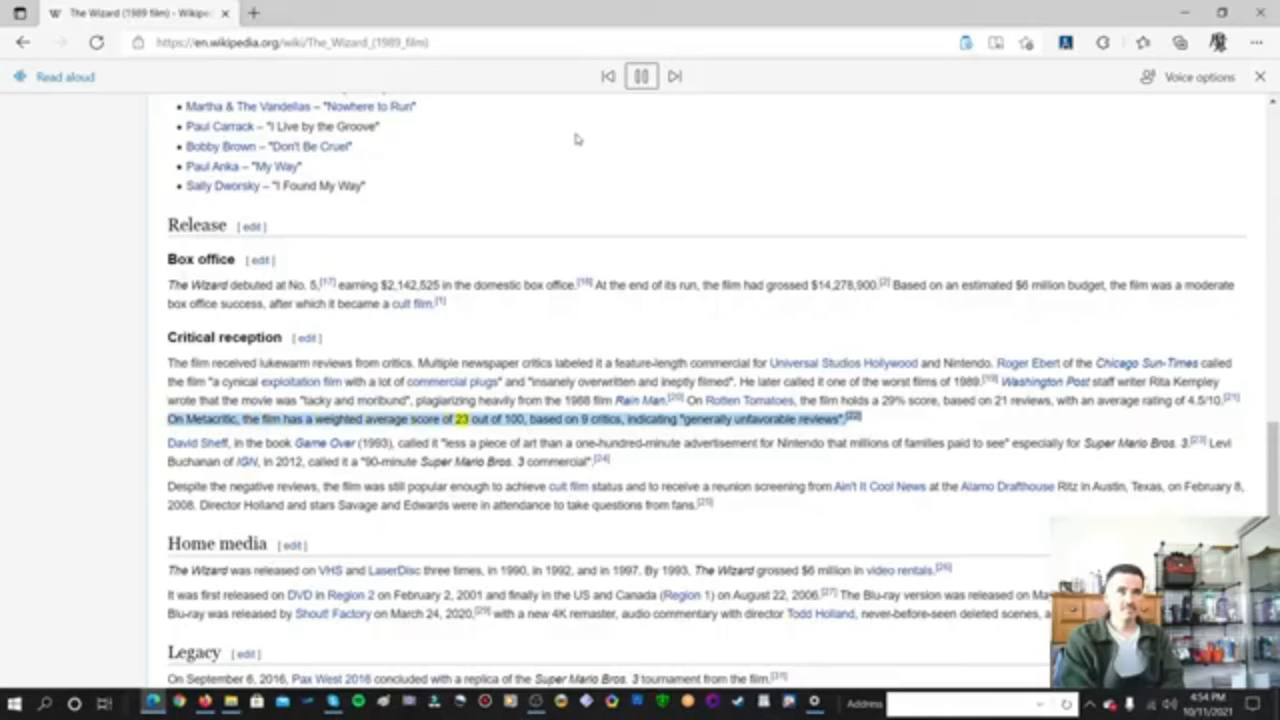 The Wizard (1989 film) - Wikipe
https://en.wikipedia.org/wiki/The_Wizard_(1989_film)
Read aloud
Voice options
• Martha & The Vandellas – "Nowhere to Run"
• Paul Carrack – "I Live by the Groove"
• Bobby Brown – "Don't Be Cruel"
• Paul Anka – "My Way"
• Sally Dworsky – "I Found My Way"
Release [ edit ]
Box office [ edit ]
The Wizard debuted at No. 5,[17] earning $2,142,525 in the domestic box office.[18] At the end of its run, the film had grossed $14,278,900.[2] Based on an estimated $6 million budget, the film was a moderate
box office success, after which it became a cult film.[1]
Critical reception [ edit ]
The film received lukewarm reviews from critics. Multiple newspaper critics labeled it a feature-length commercial for Universal Studios Hollywood and Nintendo. Roger Ebert of the Chicago Sun-Times called
the film "a cynical exploitation film with a lot of commercial plugs" and "insanely overwritten and ineptly filmed". He later called it one of the worst films of 1989.[19] Washington Post staff writer Rita Kempley
wrote that the movie was "tacky and moribund", plagiarizing heavily from the 1988 film Rain Man.[20] On Rotten Tomatoes, the film holds a 29% score, based on 21 reviews, with an average rating of 4.5/10.[21]
On Metacritic, the film has a weighted average score of 23 out of 100, based on 9 critics, indicating "generally unfavorable reviews".[22]
David Sheff, in the book Game Over (1993), called it "less a piece of art than a one-hundred-minute advertisement for Nintendo that millions of families paid to see" especially for Super Mario Bros. 3.[23] Levi
Buchanan of IGN, in 2012, called it a "90-minute Super Mario Bros. 3 commercial".[24]
Despite the negative reviews, the film was still popular enough to achieve cult film status and to receive a reunion screening from Ain't It Cool News at the Alamo Drafthouse Ritz in Austin, Texas, on February 8,
2008. Director Holland and stars Savage and Edwards were in attendance to take questions from fans.[25]
Home media [ edit ]
The Wizard was released on VHS and LaserDisc three times, in 1990, in 1992, and in 1997. By 1993, The Wizard grossed $6 million in video rentals.[26]
It was first released on DVD in Region 2 on February 2, 2001 and finally in the US and Canada (Region 1) on August 22, 2006.[27] The Blu-ray version was released on Ma
Blu-ray was released by Shout! Factory on March 24, 2020,[29] with a new 4K remaster, audio commentary with director Todd Holland, never-before-seen deleted scenes, a
Legacy [ edit ]
On September 6, 2016, Pax West 2016 concluded with a replica of the Super Mario Bros. 3 tournament from the film.[31]
Address
4:54 PM
10/11/2021